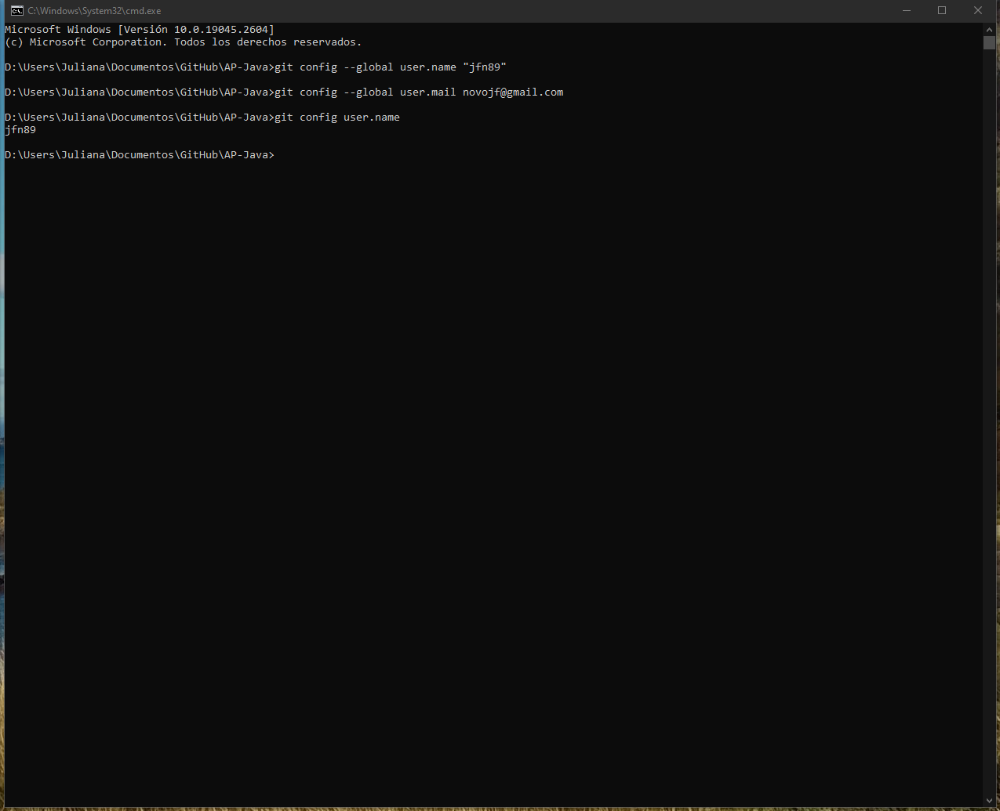 C:\Windows\System32\cmd.exe
Microsoft Windows [Versión 10.0.19045.2604]
(c) Microsoft Corporation. Todos los derechos reservados.
D:\Users\Juliana\Documentos\GitHub\AP-Java>git config --global user.name "jfn89"
D:\Users\Juliana\Documentos\GitHub\AP-Java>git config --global user.mail novojf@gmail.com
D:\Users\Juliana\Documentos\GitHub\AP-Java>git config user.name
jfn89
D:\Users\Juliana\Documentos\GitHub\AP-Java>